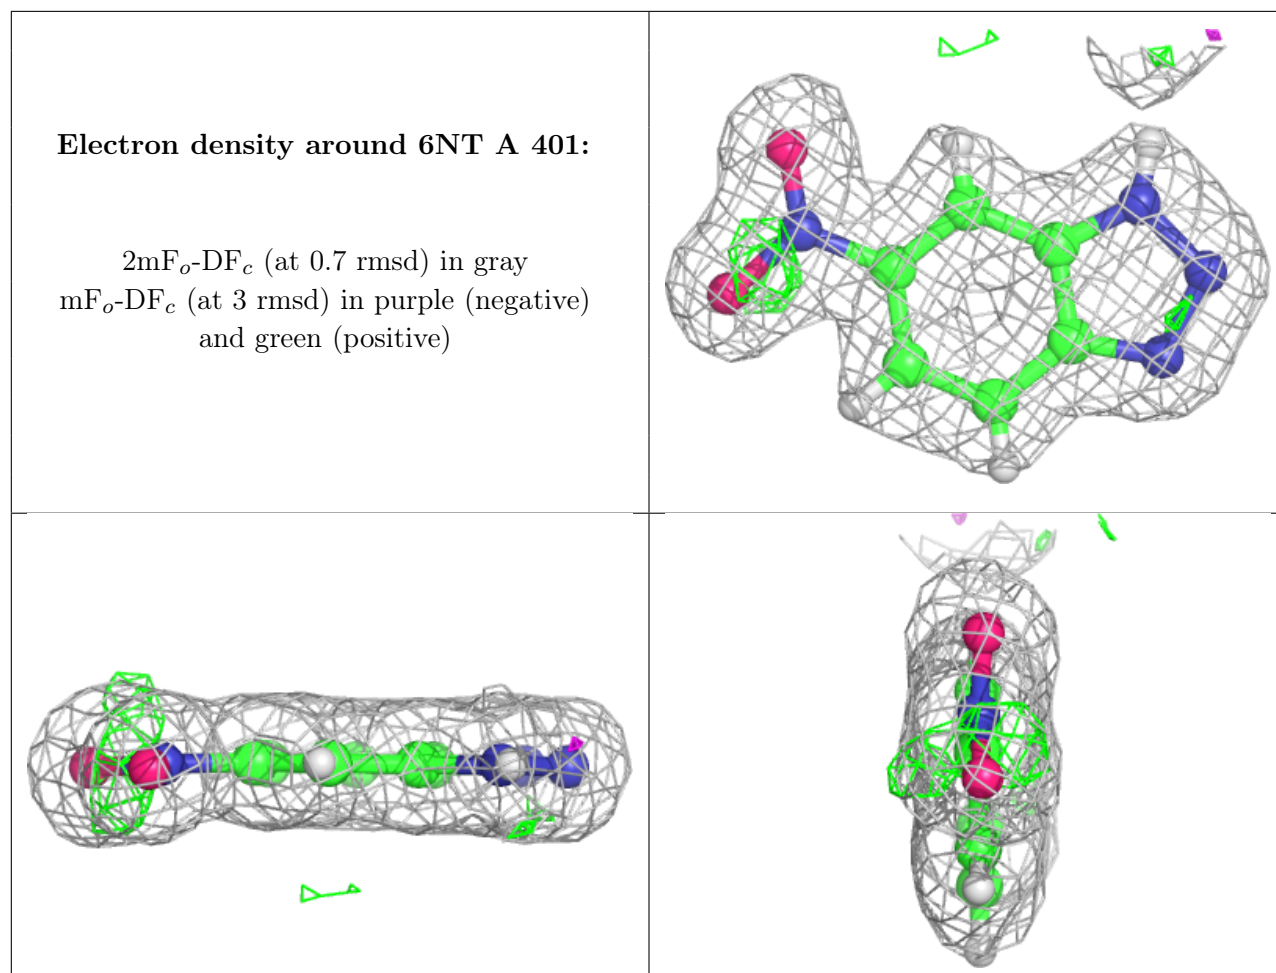 Electron density around 6NT A 401:
2mFo-DFc (at 0.7 rmsd) in gray
mFo-DFc (at 3 rmsd) in purple (negative)
and green (positive)